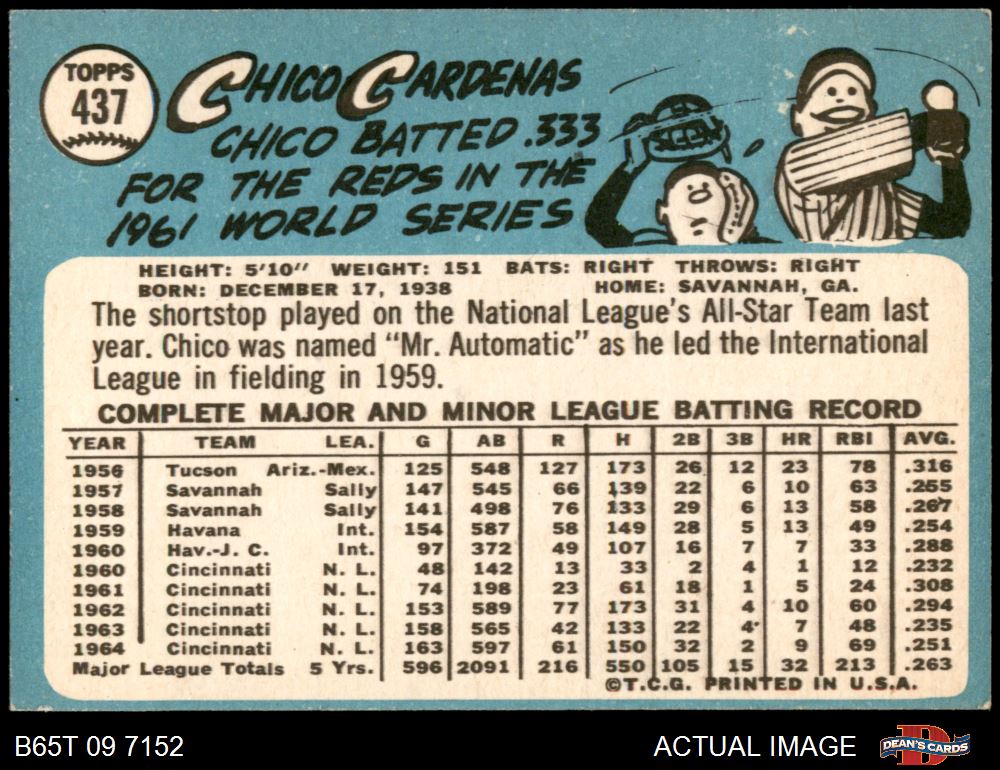 TOPPS
437
CHICO CARDENAS
CHICO BATTED .333
FOR THE REDS IN THE
1961 WORLD SERIES
HEIGHT: 5'10" WEIGHT: 151 BATS: RIGHT THROWS: RIGHT
BORN: DECEMBER 17, 1938 HOME: SAVANNAH, GA.
The shortstop played on the National League's All-Star Team last
year. Chico was named "Mr. Automatic" as he led the International
League in fielding in 1959.
COMPLETE MAJOR AND MINOR LEAGUE BATTING RECORD
YEAR TEAM LEA. G AB R H 2B 3B HR RBI AVG.
1956 Tucson Ariz.-Mex. 125 548 127 173 26 12 23 78 .316
1957 Savannah Sally 147 545 66 139 22 6 10 63 .255
1958 Savannah Sally 141 498 76 133 29 6 13 58 .267
1959 Havana Int. 154 587 58 149 28 5 13 49 .254
1960 Hav.-J. C. Int. 97 372 49 107 16 7 7 33 .288
1960 Cincinnati N. L. 48 142 13 33 2 4 1 12 .232
1961 Cincinnati N. L. 74 198 23 61 18 1 5 24 .308
1962 Cincinnati N. L. 153 589 77 173 31 4 10 60 .294
1963 Cincinnati N. L. 158 565 42 133 22 4 7 48 .235
1964 Cincinnati N. L. 163 597 61 150 32 2 9 69 .251
Major League Totals 5 Yrs. 596 2091 216 550 105 15 32 213 .263
©T.C.G. PRINTED IN U.S.A.
B65T 09 7152
ACTUAL IMAGE
DEAN'S CARDS